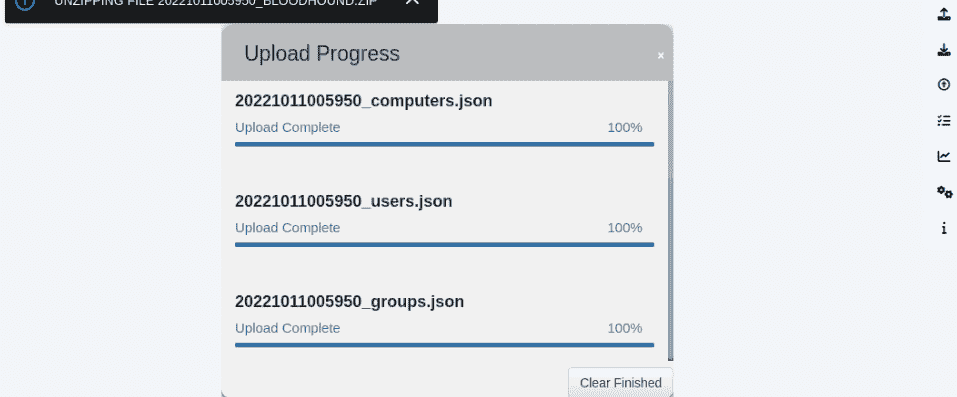 UNZIPPING FILE 20221011005950_BLOODHOUND.ZIP
Upload Progress
×
20221011005950_computers.json
Upload Complete 100%
20221011005950_users.json
Upload Complete 100%
20221011005950_groups.json
Upload Complete 100%
Clear Finished